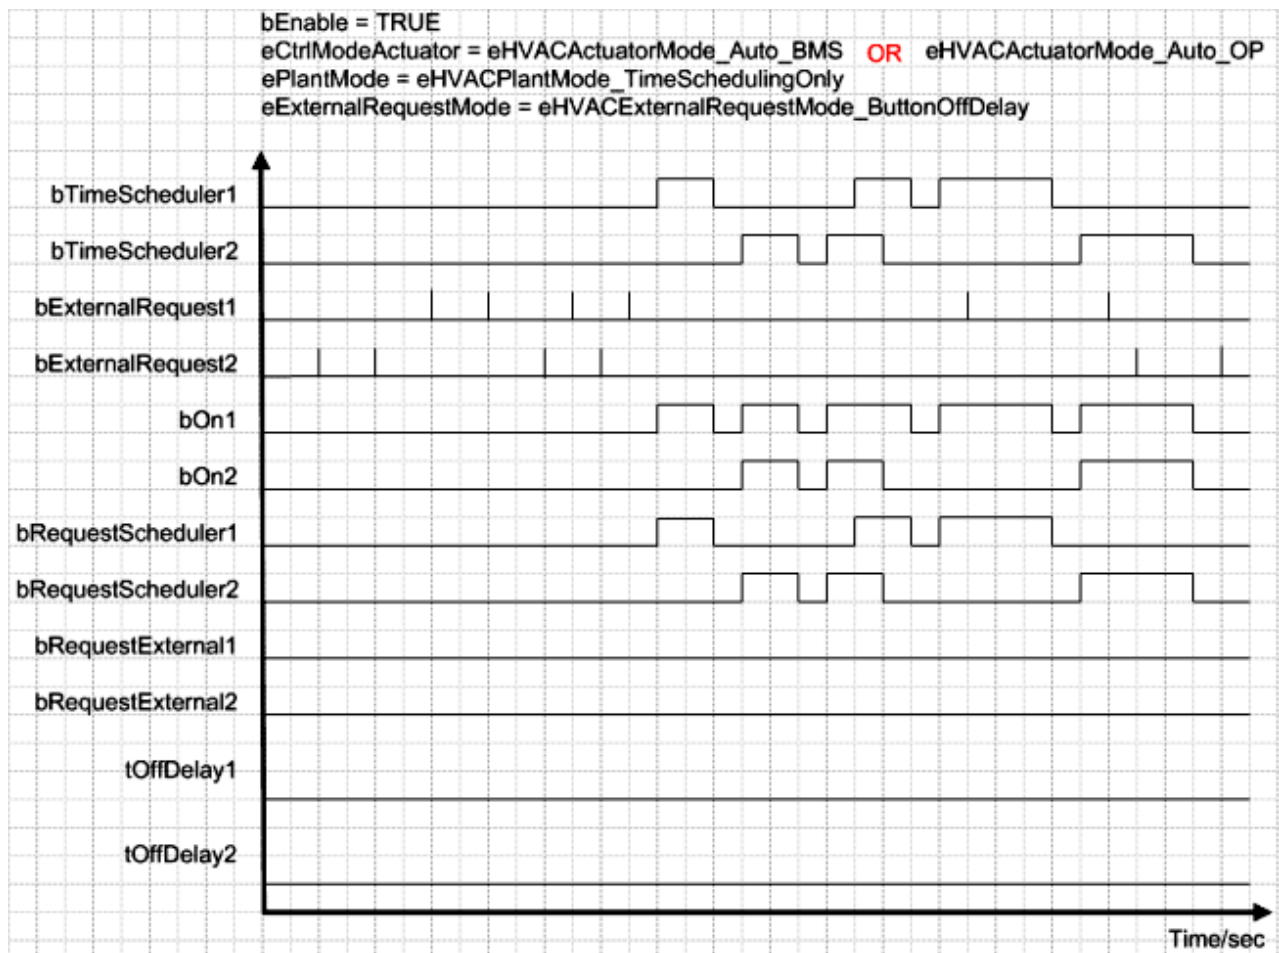 bEnable = TRUE
eCtrlModeActuator = eHVACActuatorMode_Auto_BMS OR eHVACActuatorMode_Auto_OP
ePlantMode = eHVACPlantMode_TimeSchedulingOnly
eExternalRequestMode = eHVACExternalRequestMode_ButtonOffDelay
bTimeScheduler1
bTimeScheduler2
bExternalRequest1
bExternalRequest2
bOn1
bOn2
bRequestScheduler1
bRequestScheduler2
bRequestExternal1
bRequestExternal2
tOffDelay1
tOffDelay2
Time/sec